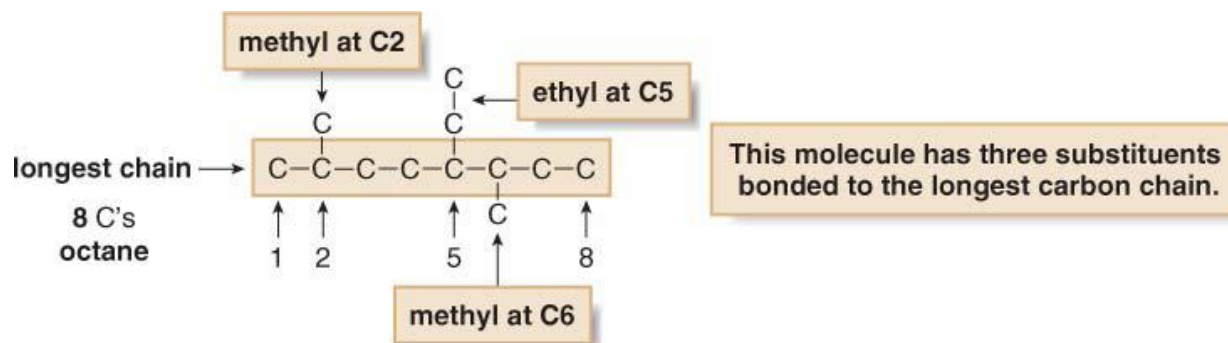 methyl at C2
C
ethyl at C5
C
C
longest chain
C–C–C–C–C–C–C–C
This molecule has three substituents
bonded to the longest carbon chain.
8 C's
octane
C
1 2 5 8
methyl at C6